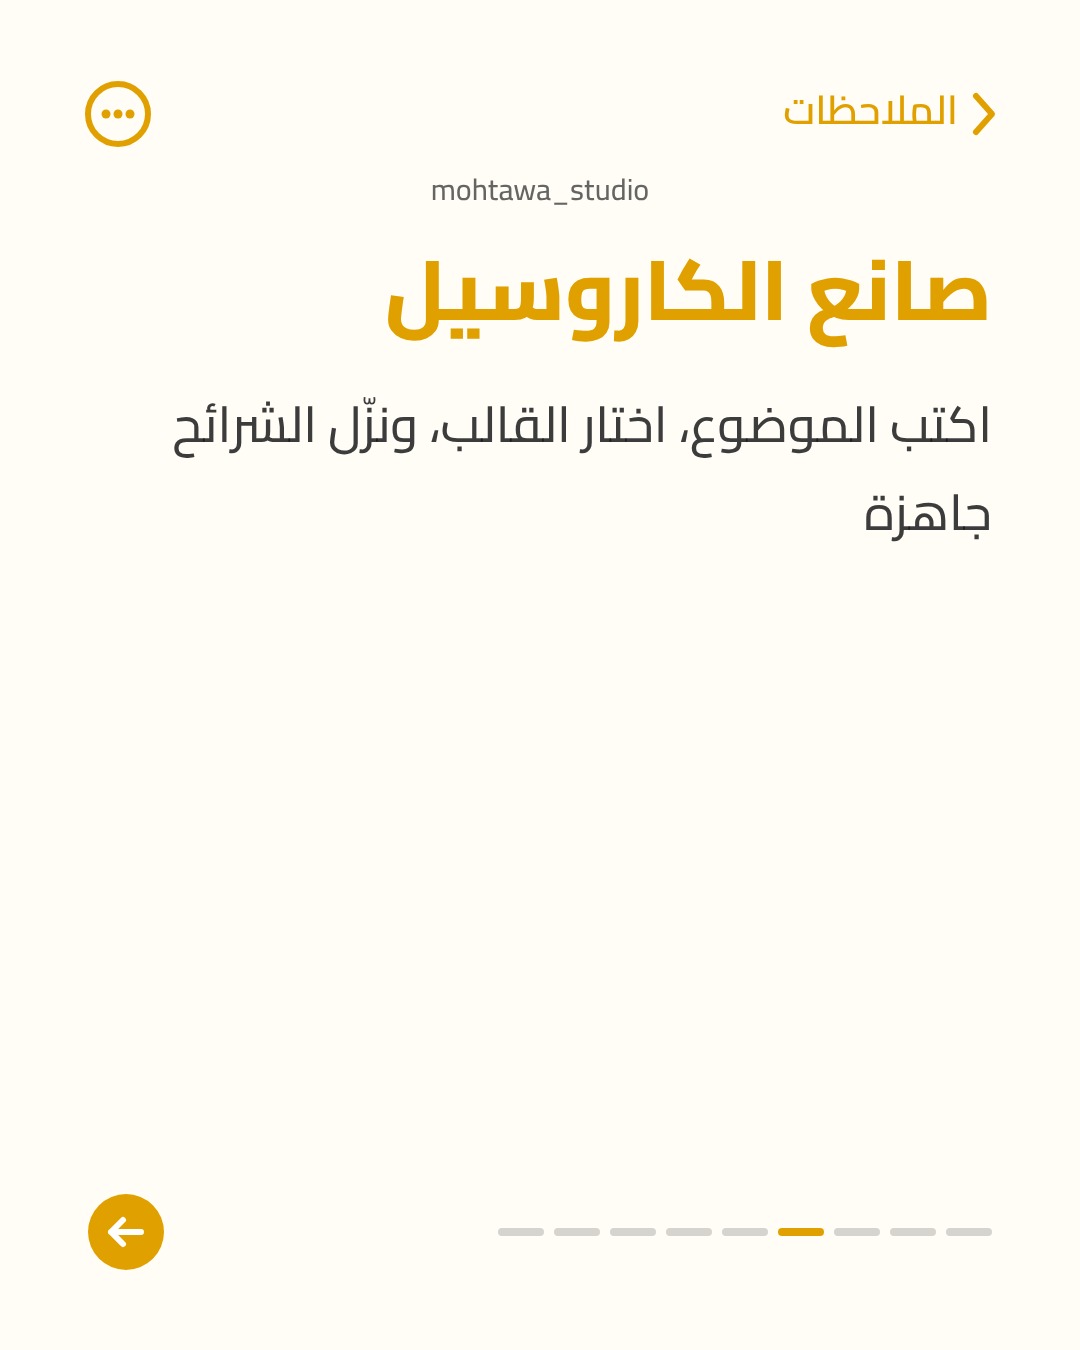 الملاحظات
mohtawa_studio
صانع الكاروسيل
اكتب الموضوع، اختار القالب، ونزّل الشرائح
جاهزة